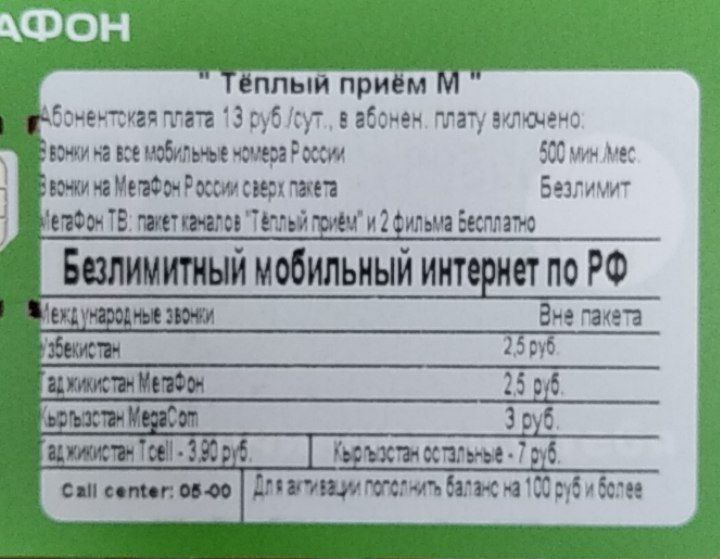 АФОН
" Тёплый приём М "
Абонентская плата 13 руб./сут., в абонен. плату включено:
Звонки на все мобильные номера России 500 мин./мес.
Звонки на МегаФон России сверх пакета Безлимит
МегаФон ТВ: пакет каналов "Тёплый приём" и 2 фильма Бесплатно
Безлимитный мобильный интернет по РФ
Международные звонки Вне пакета
Узбекистан 2,5 руб.
Таджикистан МегаФон 2,5 руб.
Кыргызстан MegaCom 3 руб.
Таджикистан Tcell - 3,90 руб. Кыргызстан остальные - 7 руб.
Call center: 05-00 Для активации пополнить баланс на 100 руб и более